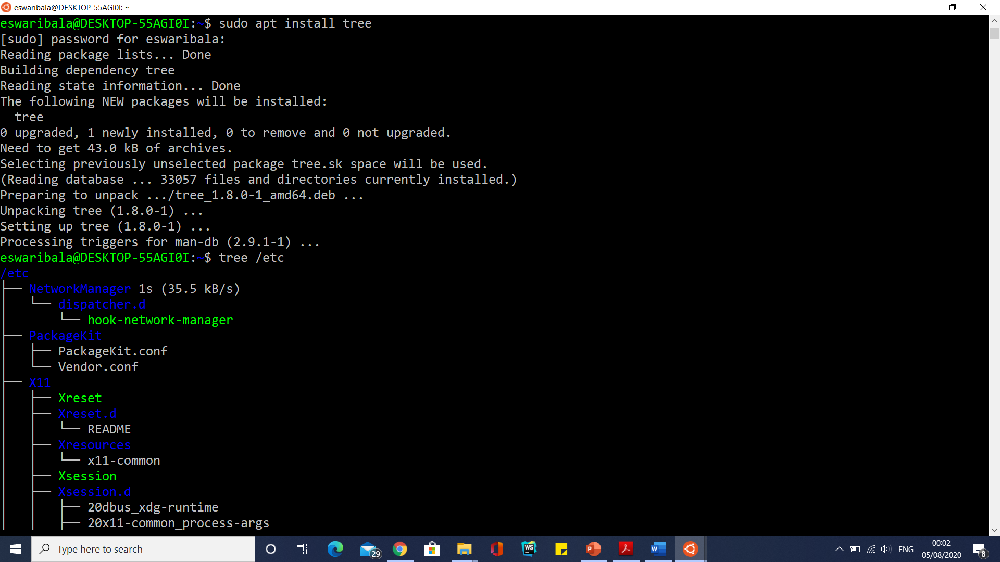 eswaribala@DESKTOP-55AGI0I: ~
eswaribala@DESKTOP-55AGI0I:~$ sudo apt install tree
[sudo] password for eswaribala:
Reading package lists... Done
Building dependency tree
Reading state information... Done
The following NEW packages will be installed:
  tree
0 upgraded, 1 newly installed, 0 to remove and 0 not upgraded.
Need to get 43.0 kB of archives.
Selecting previously unselected package tree.sk space will be used.
(Reading database ... 33057 files and directories currently installed.)
Preparing to unpack .../tree_1.8.0-1_amd64.deb ...
Unpacking tree (1.8.0-1) ...
Setting up tree (1.8.0-1) ...
Processing triggers for man-db (2.9.1-1) ...
eswaribala@DESKTOP-55AGI0I:~$ tree /etc
/etc
├── NetworkManager 1s (35.5 kB/s)
│   └── dispatcher.d
│       └── hook-network-manager
├── PackageKit
│   ├── PackageKit.conf
│   └── Vendor.conf
├── X11
│   ├── Xreset
│   ├── Xreset.d
│   │   └── README
│   ├── Xresources
│   │   └── x11-common
│   ├── Xsession
│   ├── Xsession.d
│   │   ├── 20dbus_xdg-runtime
│   │   ├── 20x11-common_process-args
Type here to search
29
WS
P
W
ENG
00:02
05/08/2020
8